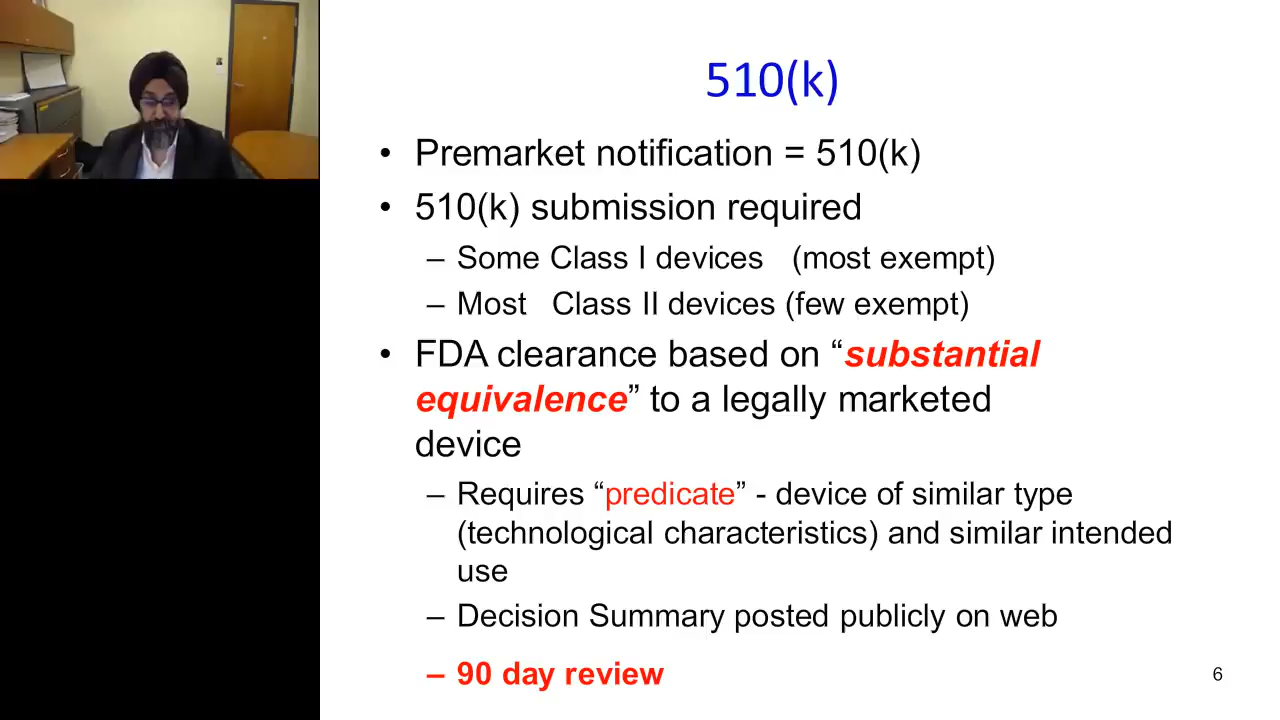 510(k)
• Premarket notification = 510(k)
• 510(k) submission required
– Some Class I devices (most exempt)
– Most Class II devices (few exempt)
• FDA clearance based on “substantial
equivalence” to a legally marketed
device
– Requires “predicate” - device of similar type
(technological characteristics) and similar intended
use
– Decision Summary posted publicly on web
– 90 day review
6